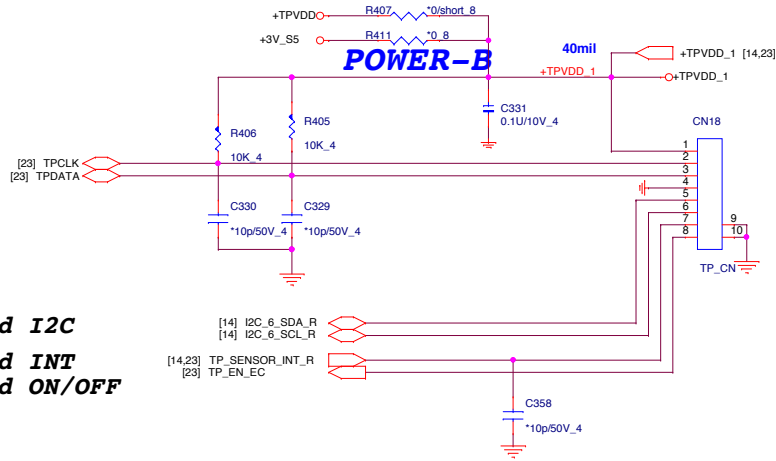 +TPVDD R407 *0/short_8
+3V_S5 R411 *0_8
POWER-B
40mil
+TPVDD_1 [14,23]
+TPVDD_1
+TPVDD_1
C331
0.1U/10V_4
CN18
R406
10K_4
R405
10K_4
[23] TPCLK
[23] TPDATA
1
2
3
4
5
6
7
8
9
10
TP_CN
C330
*10p/50V_4
C329
*10p/50V_4
d I2C
d INT
d ON/OFF
[14] I2C_6_SDA_R
[14] I2C_6_SCL_R
[14,23] TP_SENSOR_INT_R
[23] TP_EN_EC
C358
*10p/50V_4